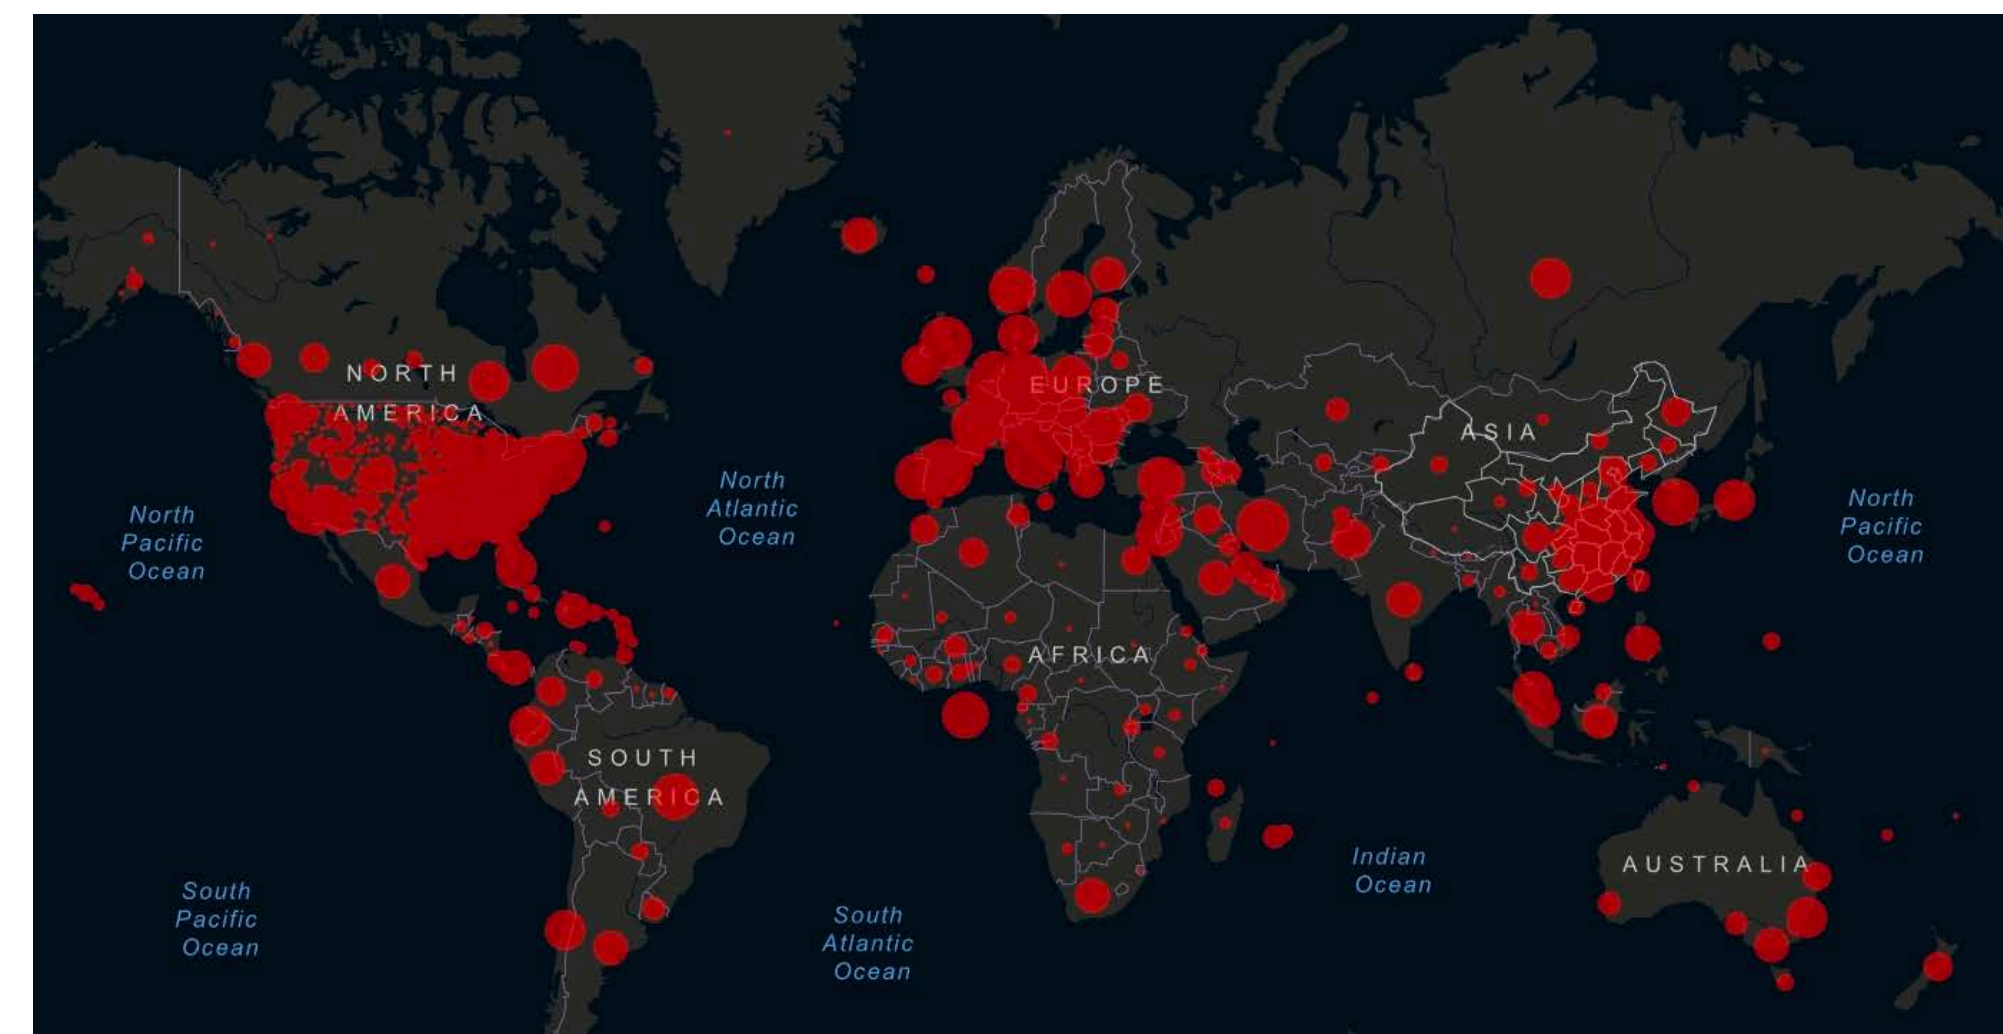 NORTH
AMERICA
EUROPE
ASIA
North
Atlantic
Ocean
North
Pacific
Ocean
North
Pacific
Ocean
AFRICA
SOUTH
AMERICA
Indian
Ocean
AUSTRALIA
South
Pacific
Ocean
South
Atlantic
Ocean